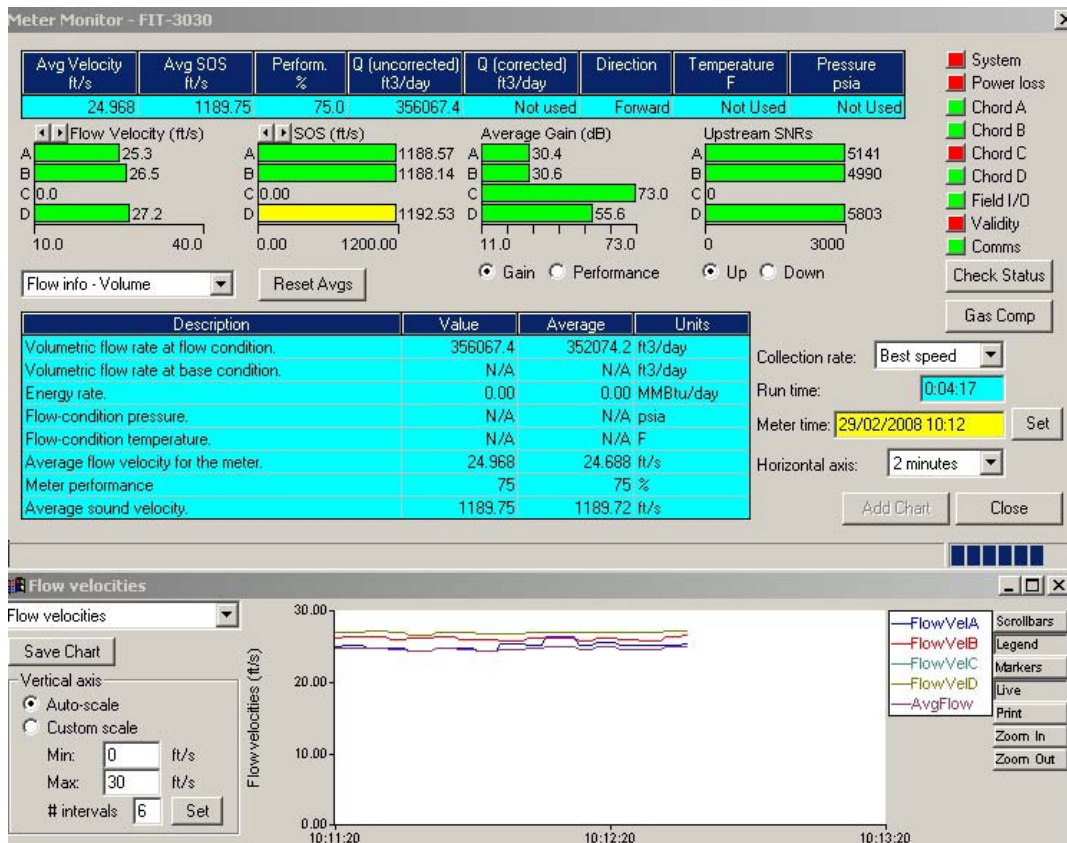 Meter Monitor - FIT-3030
Avg Velocity ft/s Avg SOS ft/s Perform. % Q (uncorrected) ft3/day Q (corrected) ft3/day Direction Temperature F Pressure psia
24.968 1189.75 75.0 356067.4 Not used Forward Not Used Not Used
System
Power loss
Chord A
Chord B
Chord C
Chord D
Field I/O
Validity
Comms
Check Status
Gas Comp
Flow Velocity (ft/s)
A 25.3
B 26.5
C 0.0
D 27.2
10.0 40.0
SOS (ft/s)
A 1188.57
B 1188.14
C 0.00
D 1192.53
0.00 1200.00
Average Gain (dB)
A 30.4
B 30.6
C 73.0
D 55.6
11.0 73.0
Gain Performance
Upstream SNRs
A 5141
B 4990
C 0
D 5803
0 3000
Up Down
Flow info - Volume
Reset Avgs
Description Value Average Units
Volumetric flow rate at flow condition. 356067.4 352074.2 ft3/day
Volumetric flow rate at base condition. N/A N/A ft3/day
Energy rate. 0.00 0.00 MMBtu/day
Flow-condition pressure. N/A N/A psia
Flow-condition temperature. N/A N/A F
Average flow velocity for the meter. 24.968 24.688 ft/s
Meter performance 75 75 %
Average sound velocity. 1189.75 1189.72 ft/s
Collection rate: Best speed
Run time: 0:04:17
Meter time: 29/02/2008 10:12 Set
Horizontal axis: 2 minutes
Add Chart Close
Flow velocities
Flow velocities
Save Chart
Vertical axis
Auto-scale
Custom scale
Min: 0 ft/s
Max: 30 ft/s
# intervals 6 Set
Flow velocities (ft/s)
30.00
20.00
10.00
0.00
10:11:20 10:12:20 10:13:20
FlowVelA
FlowVelB
FlowVelC
FlowVelD
AvgFlow
Scrollbars
Legend
Markers
Live
Print
Zoom In
Zoom Out